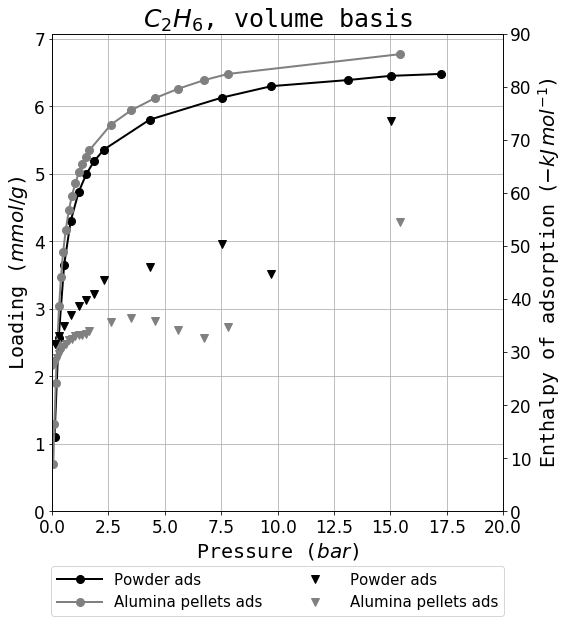 C₂H₆, volume basis
7
6
5
4
3
2
1
0
Loading (mmol/g)
90
80
70
60
50
40
30
20
10
0
Enthalpy of adsorption (−kJmol⁻¹)
0.0 2.5 5.0 7.5 10.0 12.5 15.0 17.5 20.0
Pressure (bar)
Powder ads Powder ads
Alumina pellets ads Alumina pellets ads